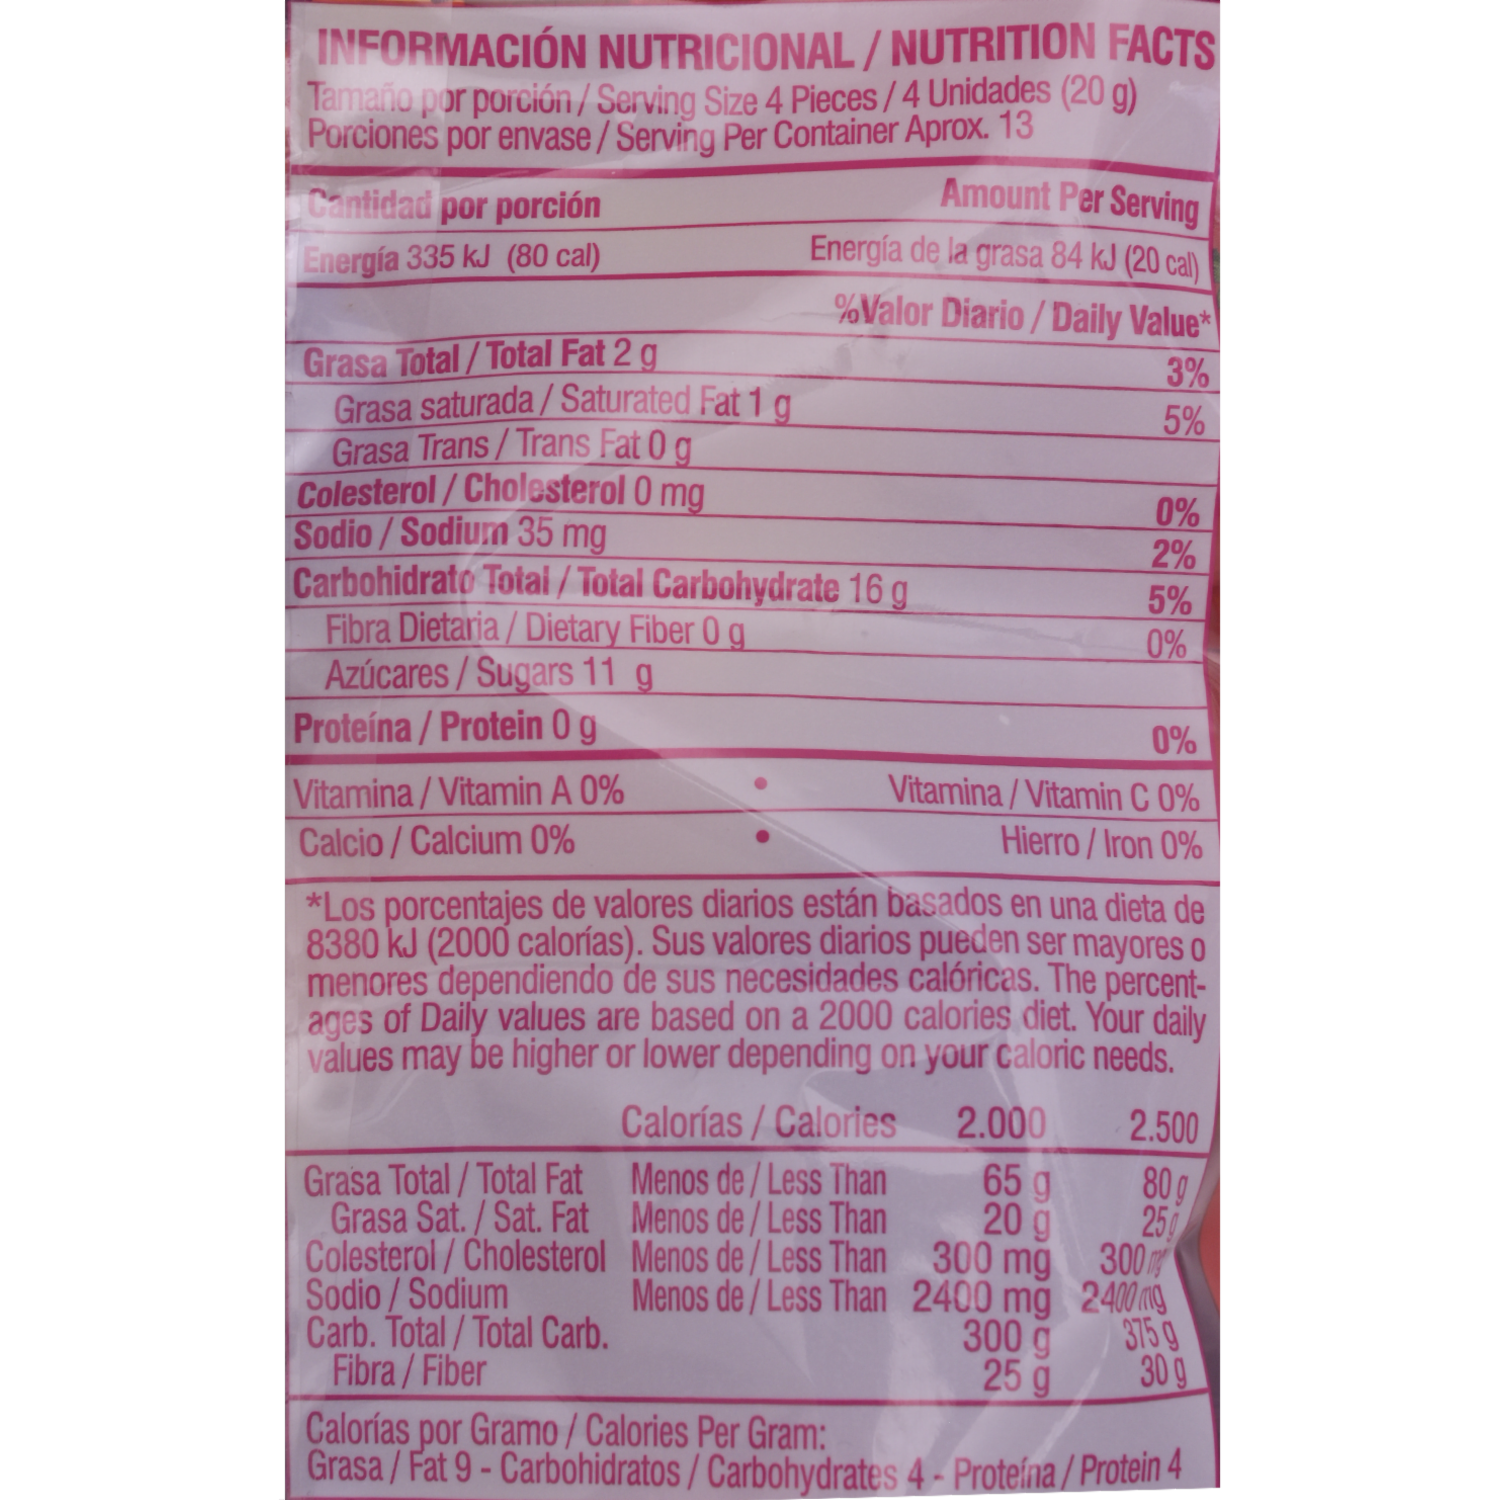 INFORMACIÓN NUTRICIONAL / NUTRITION FACTS
Tamaño por porción / Serving Size 4 Pieces / 4 Unidades (20 g)
Porciones por envase / Serving Per Container Aprox. 13
Cantidad por porción Amount Per Serving
Energía 335 kJ (80 cal) Energía de la grasa 84 kJ (20 cal)
%Valor Diario / Daily Value*
Grasa Total / Total Fat 2 g 3%
Grasa saturada / Saturated Fat 1 g 5%
Grasa Trans / Trans Fat 0 g
Colesterol / Cholesterol 0 mg 0%
Sodio / Sodium 35 mg 2%
Carbohidrato Total / Total Carbohydrate 16 g 5%
Fibra Dietaria / Dietary Fiber 0 g 0%
Azúcares / Sugars 11 g
Proteína / Protein 0 g 0%
Vitamina / Vitamin A 0% • Vitamina / Vitamin C 0%
Calcio / Calcium 0% • Hierro / Iron 0%
*Los porcentajes de valores diarios están basados en una dieta de
8380 kJ (2000 calorías). Sus valores diarios pueden ser mayores o
menores dependiendo de sus necesidades calóricas. The percent-
ages of Daily values are based on a 2000 calories diet. Your daily
values may be higher or lower depending on your caloric needs.
Calorías / Calories 2.000 2.500
Grasa Total / Total Fat Menos de / Less Than 65 g 80 g
Grasa Sat. / Sat. Fat Menos de / Less Than 20 g 25 g
Colesterol / Cholesterol Menos de / Less Than 300 mg 300 mg
Sodio / Sodium Menos de / Less Than 2400 mg 2400 mg
Carb. Total / Total Carb. 300 g 375 g
Fibra / Fiber 25 g 30 g
Calorías por Gramo / Calories Per Gram:
Grasa / Fat 9 - Carbohidratos / Carbohydrates 4 - Proteína / Protein 4